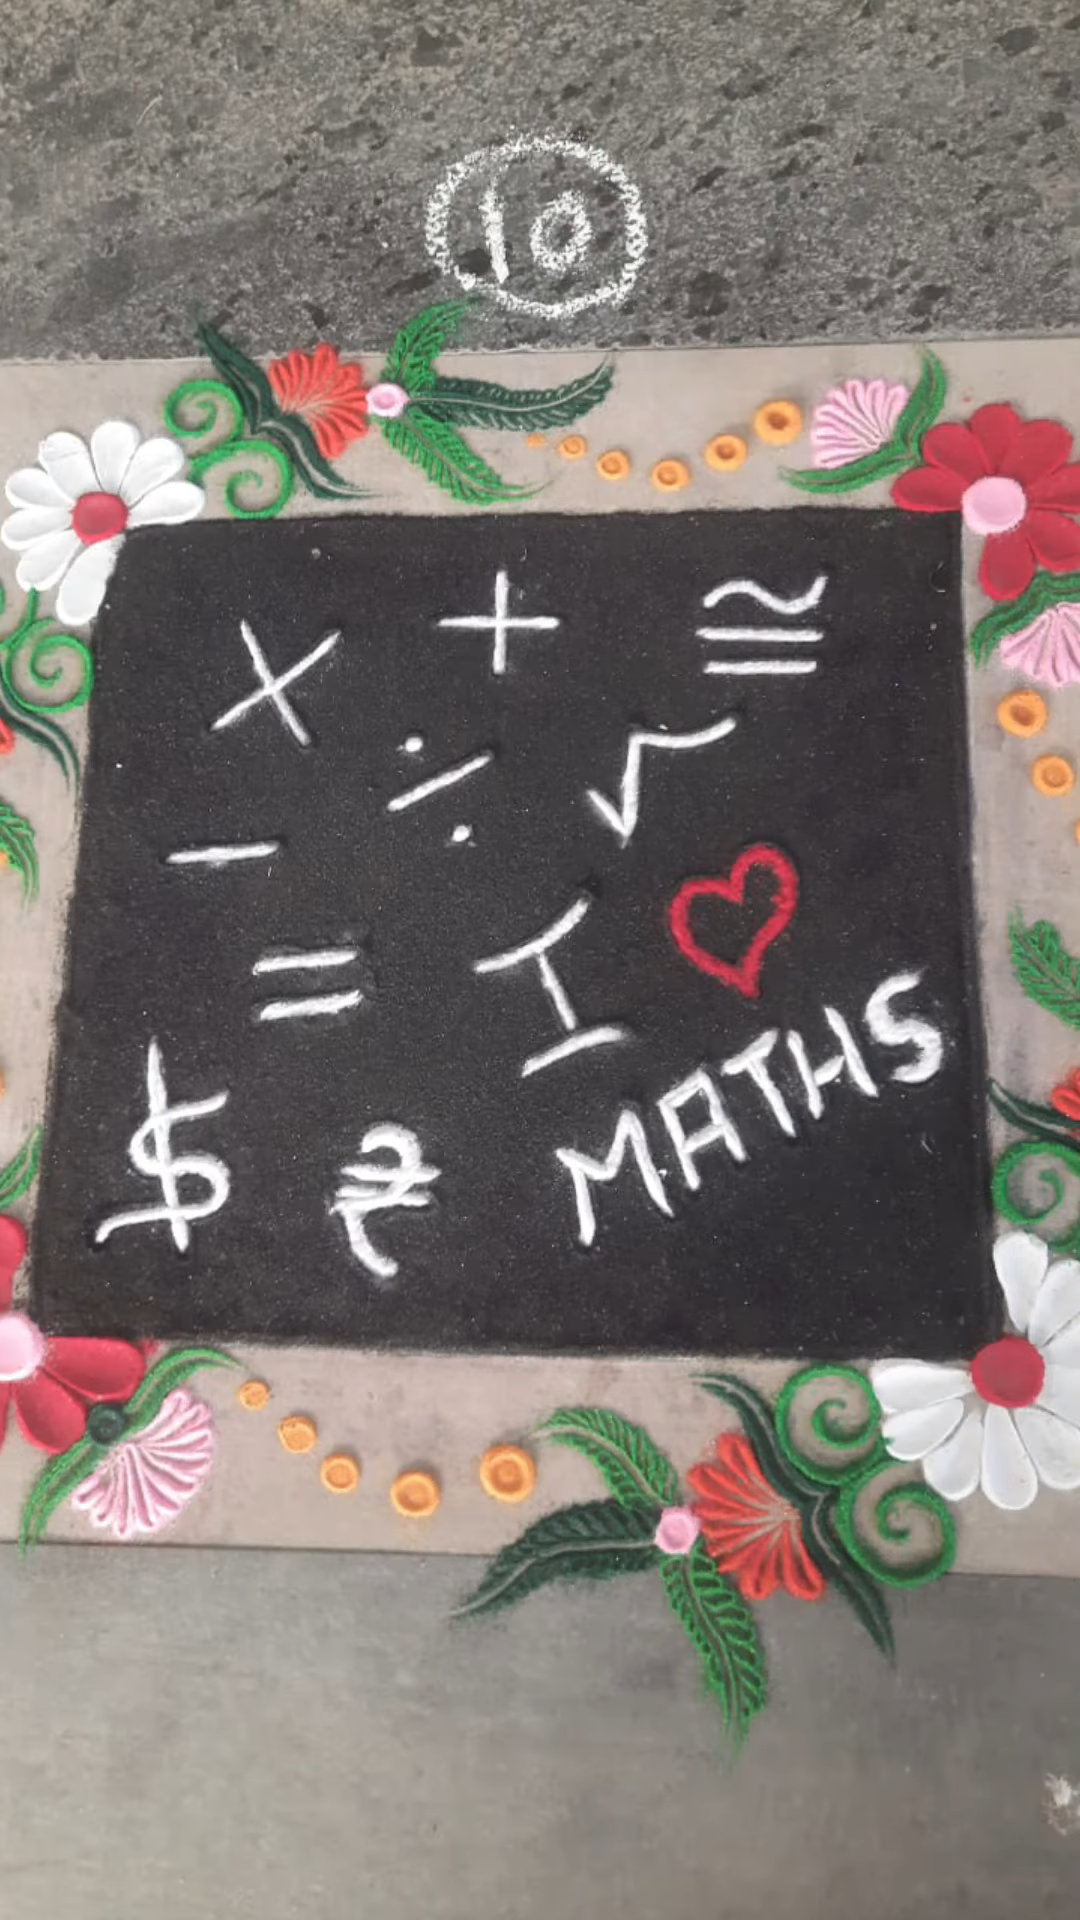 10
× + ≅
÷ √
−
= I ❤
MATHS
$